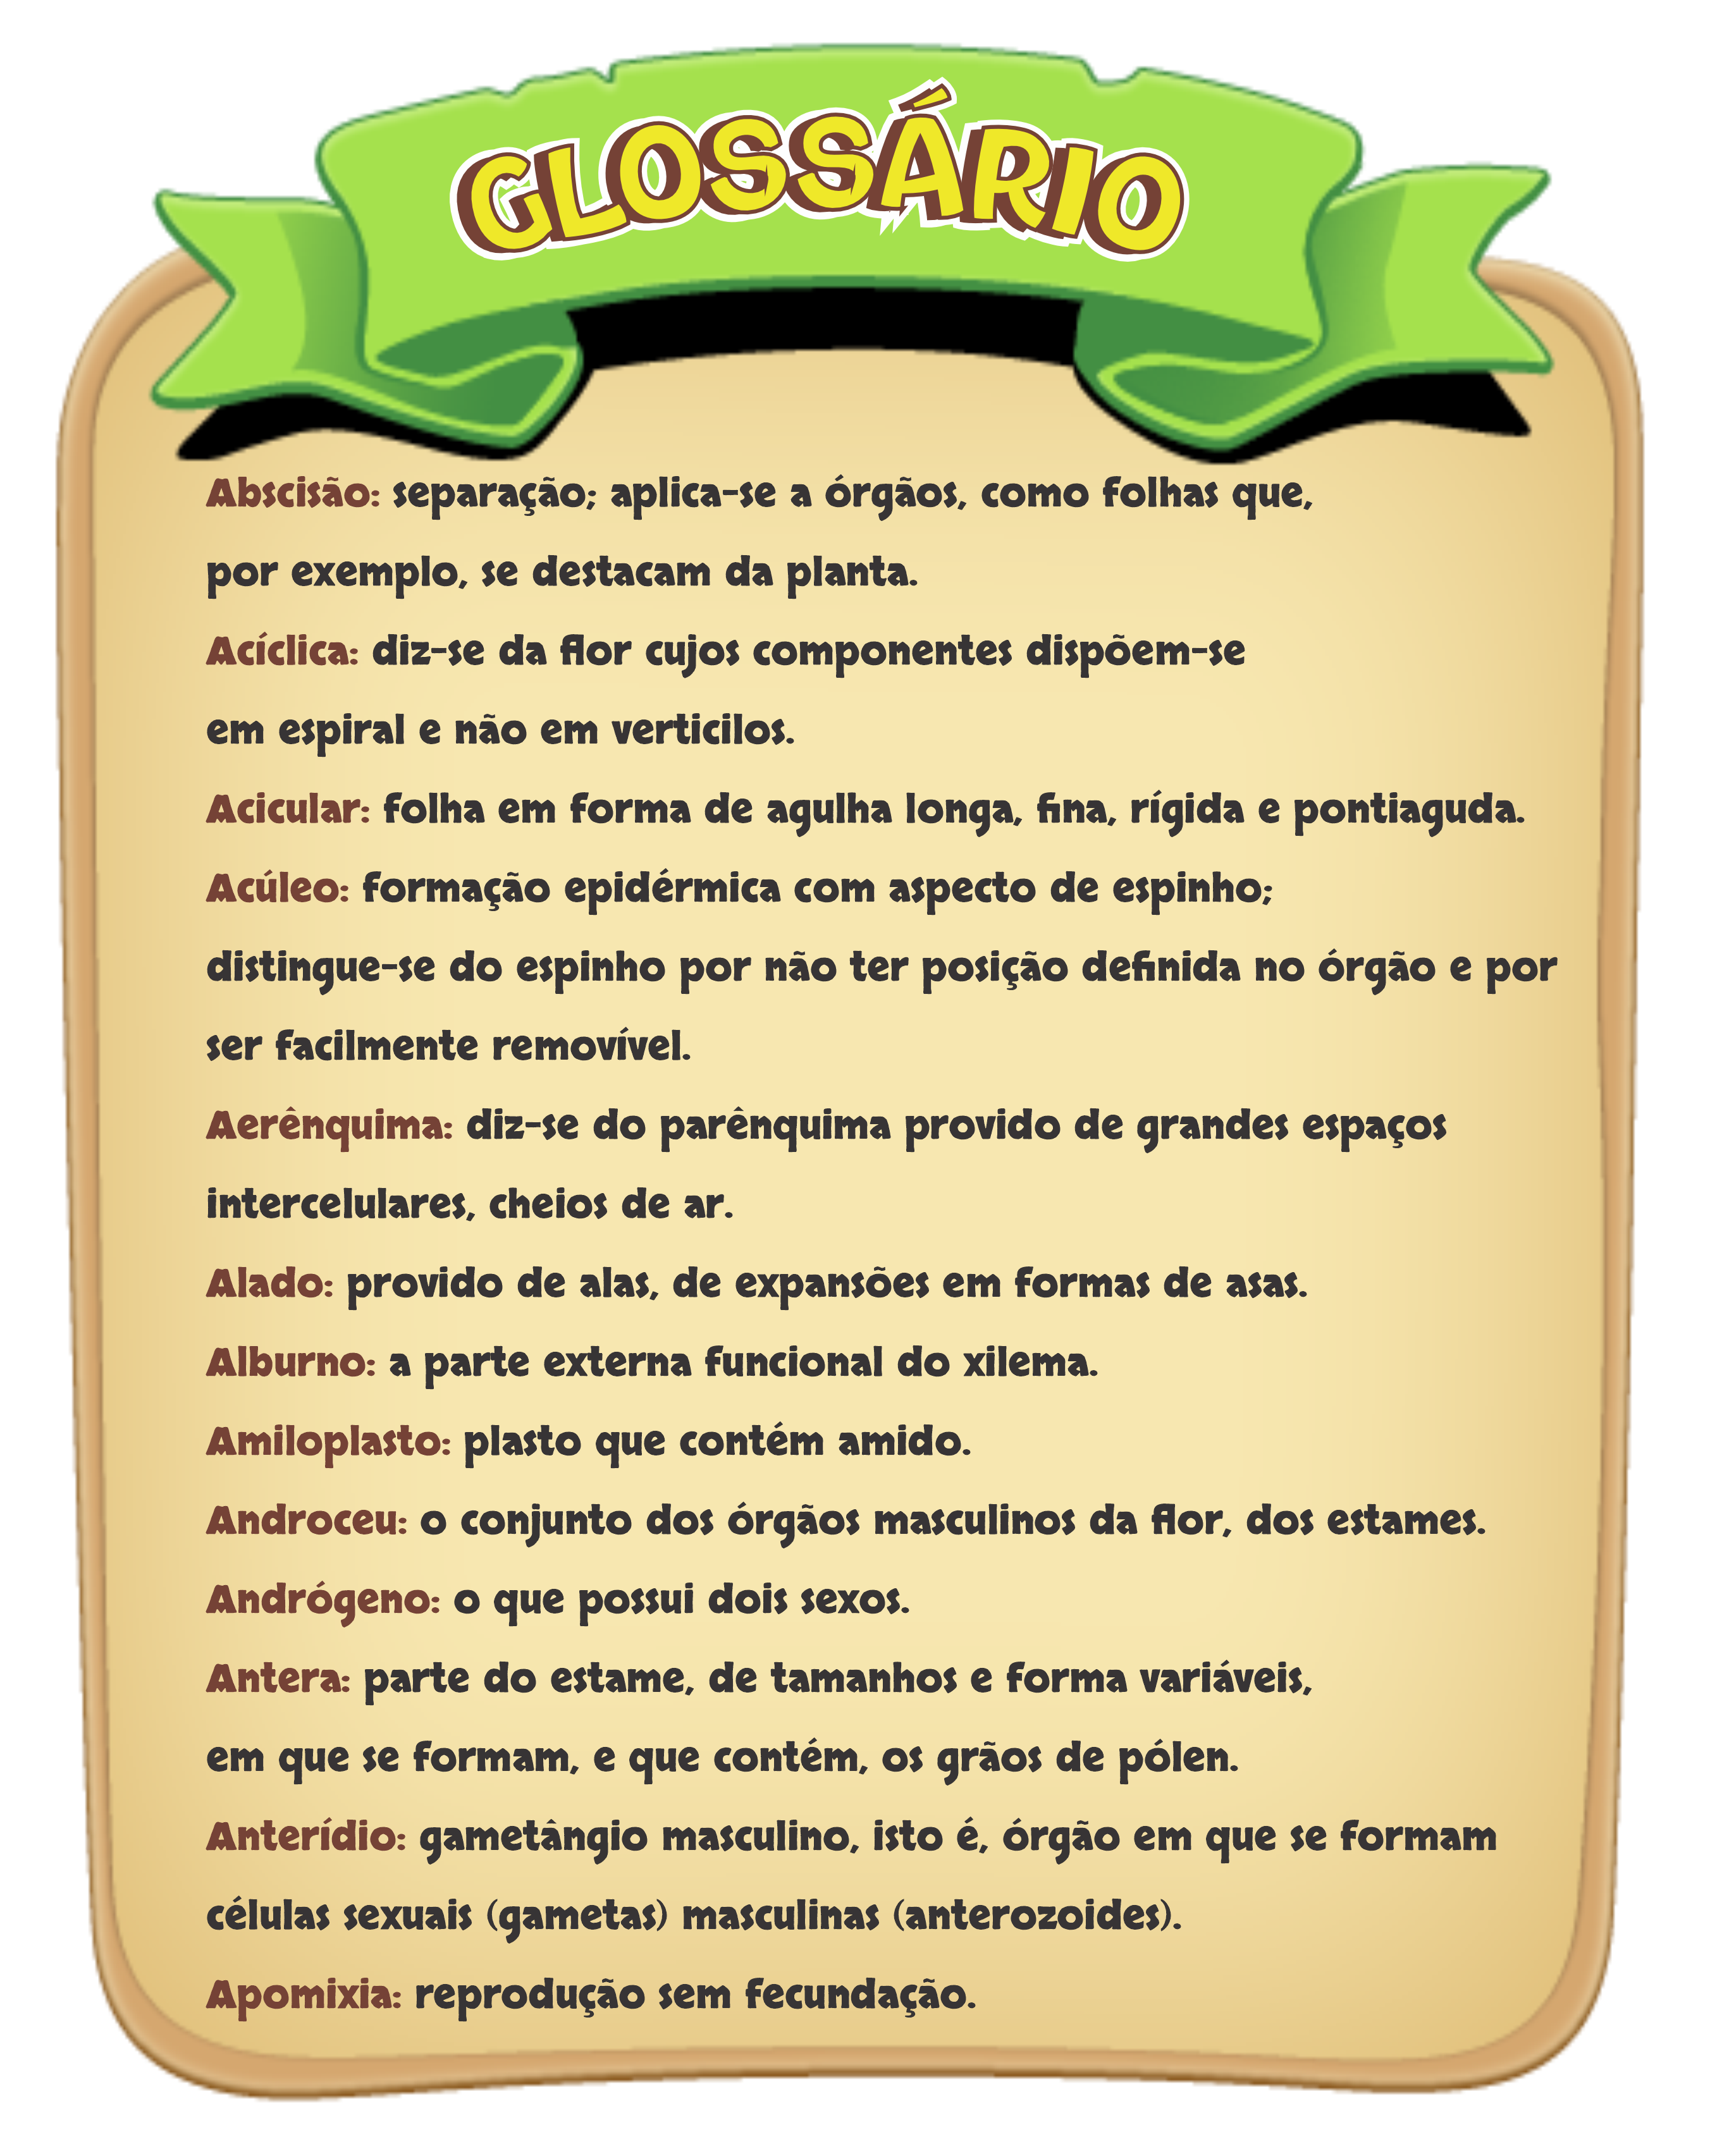 GLOSSÁRIO
Abscisão: separação; aplica-se a órgãos, como folhas que,
por exemplo, se destacam da planta.
Acíclica: diz-se da flor cujos componentes dispõem-se
em espiral e não em verticilos.
Acicular: folha em forma de agulha longa, fina, rígida e pontiaguda.
Acúleo: formação epidérmica com aspecto de espinho;
distingue-se do espinho por não ter posição definida no órgão e por
ser facilmente removível.
Aerênquima: diz-se do parênquima provido de grandes espaços
intercelulares, cheios de ar.
Alado: provido de alas, de expansões em formas de asas.
Alburno: a parte externa funcional do xilema.
Amiloplasto: plasto que contém amido.
Androceu: o conjunto dos órgãos masculinos da flor, dos estames.
Andrógeno: o que possui dois sexos.
Antera: parte do estame, de tamanhos e forma variáveis,
em que se formam, e que contém, os grãos de pólen.
Anterídio: gametângio masculino, isto é, órgão em que se formam
células sexuais (gametas) masculinas (anterozoides).
Apomixia: reprodução sem fecundação.